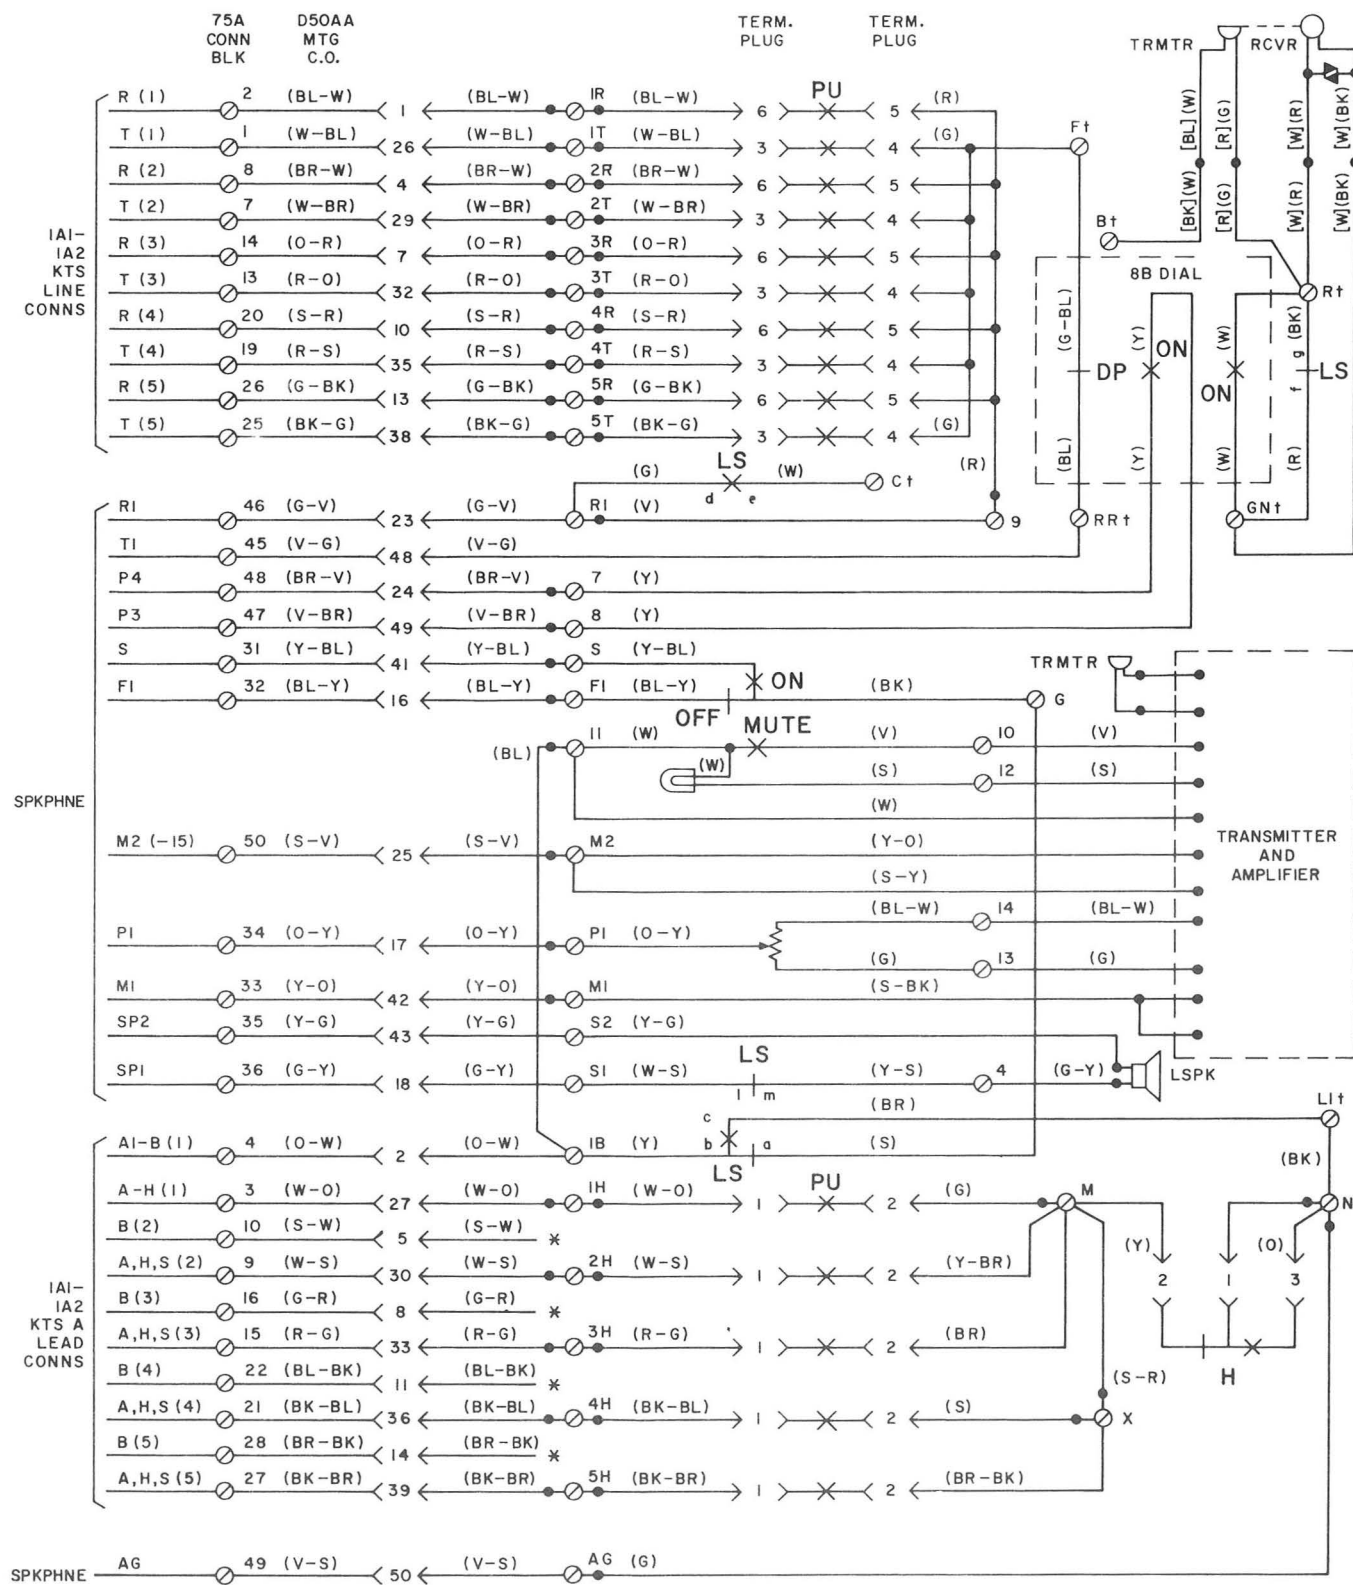 75A CONN BLK
D50AA MTG C.O.
TERM. PLUG
TERM. PLUG
TRMTR
RCVR
R (1) 2 (BL-W) 1 (BL-W) 1R (BL-W) 6 PU 5 (R)
T (1) 1 (W-BL) 26 (W-BL) 1T (W-BL) 3 4 (G) F†
R (2) 8 (BR-W) 4 (BR-W) 2R (BR-W) 6 5
T (2) 7 (W-BR) 29 (W-BR) 2T (W-BR) 3 4
R (3) 14 (O-R) 7 (O-R) 3R (O-R) 6 5
T (3) 13 (R-O) 32 (R-O) 3T (R-O) 3 4
R (4) 20 (S-R) 10 (S-R) 4R (S-R) 6 5
T (4) 19 (R-S) 35 (R-S) 4T (R-S) 3 4
R (5) 26 (G-BK) 13 (G-BK) 5R (G-BK) 6 5
T (5) 25 (BK-G) 38 (BK-G) 5T (BK-G) 3 4 (G)
1A1-
1A2
KTS
LINE
CONNS
[BL](W) [R](G) [W](R) [W](BK)
[BK](W) [R](G) [W](R) [W](BK)
B†
8B DIAL
R†
(G-BL) (Y) (W) g (BK)
DP ON ON f LS
(BL) (Y) (W) (R)
(R)
(G) LS (W) C†
d e
R1 46 (G-V) 23 (G-V) R1 (V) 9 RR† GN†
T1 45 (V-G) 48 (V-G)
P4 48 (BR-V) 24 (BR-V) 7 (Y)
P3 47 (V-BR) 49 (V-BR) 8 (Y)
S 31 (Y-BL) 41 (Y-BL) S (Y-BL)
ON
TRMTR
F1 32 (BL-Y) 16 (BL-Y) F1 (BL-Y) OFF (BK) G
(BL) 11 (W) MUTE (V) 10 (V)
(W) (S) 12 (S)
(W)
SPKPHNE
TRANSMITTER
AND
AMPLIFIER
M2 (-15) 50 (S-V) 25 (S-V) M2 (Y-O)
(S-Y)
(BL-W) 14 (BL-W)
P1 34 (O-Y) 17 (O-Y) P1 (O-Y)
(G) 13 (G)
M1 33 (Y-O) 42 (Y-O) M1 (S-BK)
SP2 35 (Y-G) 43 (Y-G) S2 (Y-G)
SP1 36 (G-Y) 18 (G-Y) S1 (W-S) LS (Y-S) 4 (G-Y) LSPK
l m
c (BR) L1†
A1-B (1) 4 (O-W) 2 (O-W) 1B (Y) b a (S)
LS
(BK)
A-H (1) 3 (W-O) 27 (W-O) 1H (W-O) 1 PU 2 (G) M N
B (2) 10 (S-W) 5 (S-W) *
(Y) (O)
A,H,S (2) 9 (W-S) 30 (W-S) 2H (W-S) 1 2 (Y-BR)
2 1 3
B (3) 16 (G-R) 8 (G-R) *
A,H,S (3) 15 (R-G) 33 (R-G) 3H (R-G) 1 2 (BR)
H
B (4) 22 (BL-BK) 11 (BL-BK) *
(S-R)
A,H,S (4) 21 (BK-BL) 36 (BK-BL) 4H (BK-BL) 1 2 (S) X
B (5) 28 (BR-BK) 14 (BR-BK) *
A,H,S (5) 27 (BK-BR) 39 (BK-BR) 5H (BK-BR) 1 2 (BR-BK)
1A1-
1A2
KTS A
LEAD
CONNS
SPKPHNE AG 49 (V-S) 50 (V-S) AG (G)